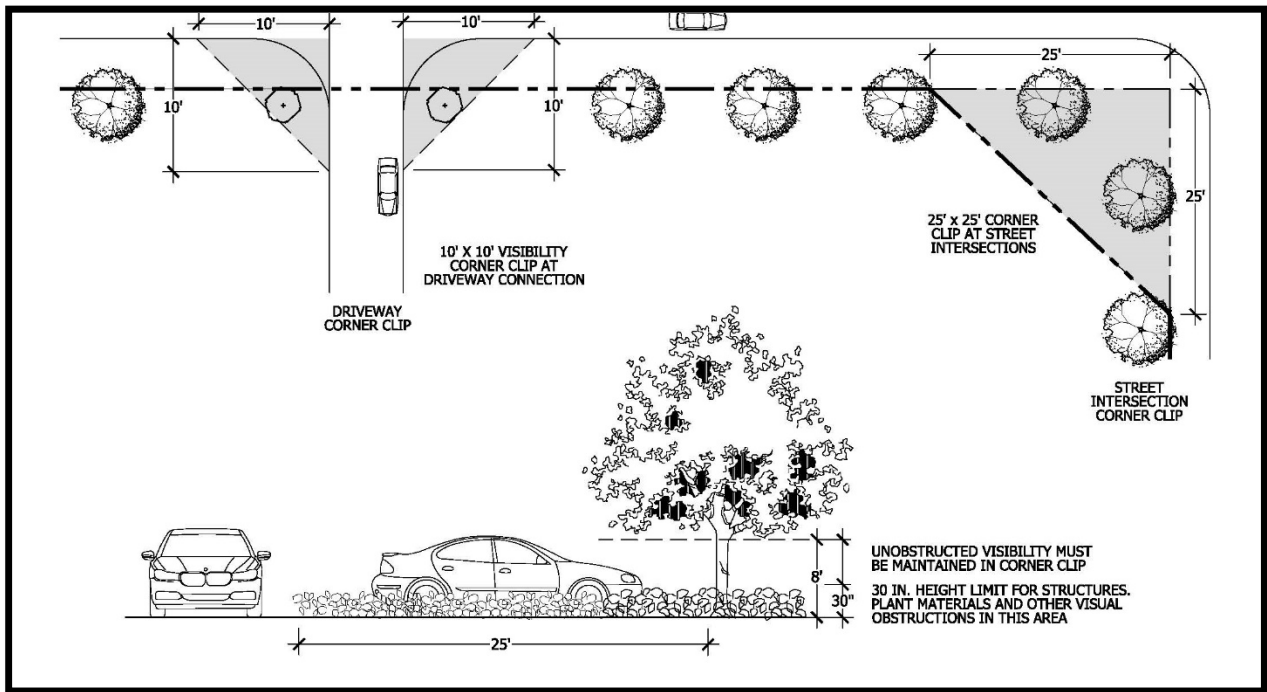 10'
10'
25'
10'
10'
25'
25' x 25' CORNER
CLIP AT STREET
INTERSECTIONS
10' X 10' VISIBILITY
CORNER CLIP AT
DRIVEWAY CONNECTION
DRIVEWAY
CORNER CLIP
STREET
INTERSECTION
CORNER CLIP
UNOBSTRUCTED VISIBILITY MUST
BE MAINTAINED IN CORNER CLIP
8'
30"
30 IN. HEIGHT LIMIT FOR STRUCTURES.
PLANT MATERIALS AND OTHER VISUAL
OBSTRUCTIONS IN THIS AREA
25'